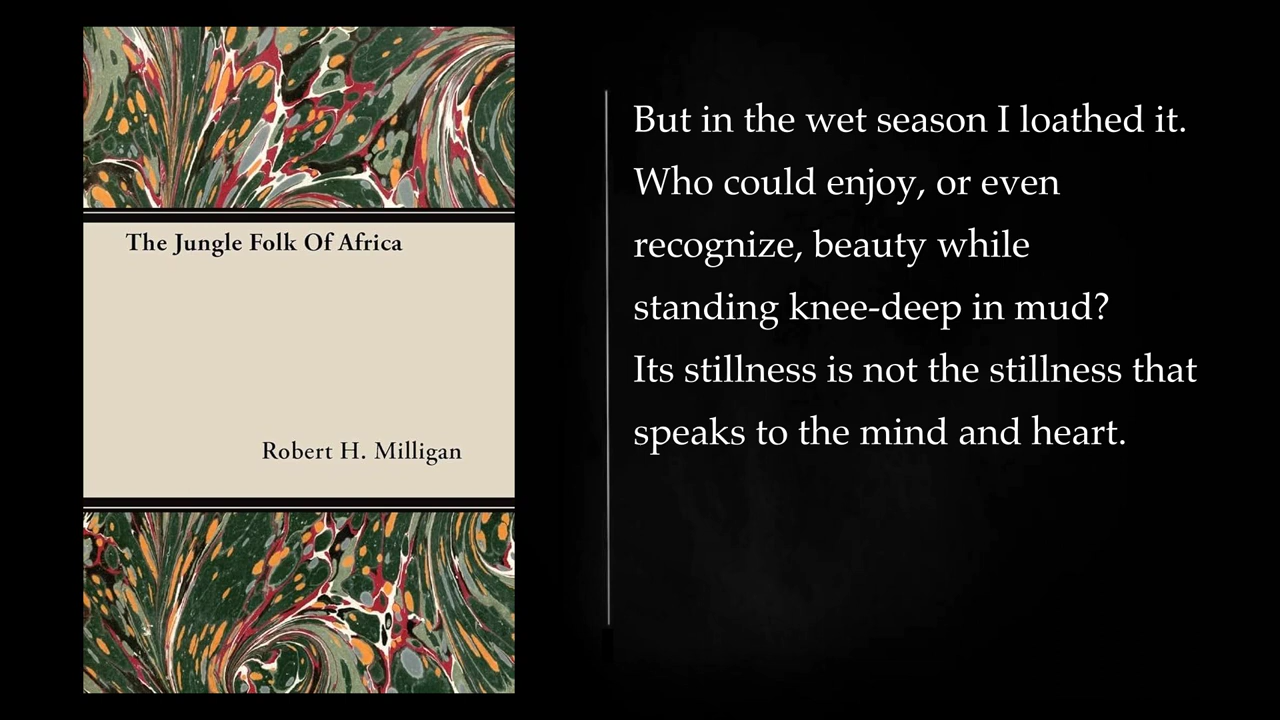 The Jungle Folk Of Africa
Robert H. Milligan
But in the wet season I loathed it.
Who could enjoy, or even
recognize, beauty while
standing knee-deep in mud?
Its stillness is not the stillness that
speaks to the mind and heart.